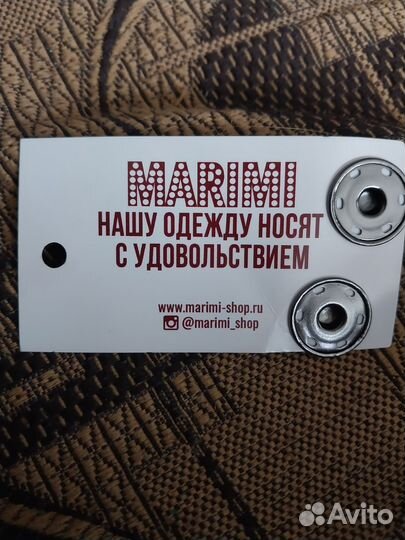 MARIMI
НАШУ ОДЕЖДУ НОСЯТ
С УДОВОЛЬСТВИЕМ
www.marimi-shop.ru
@marimi_shop
Avito